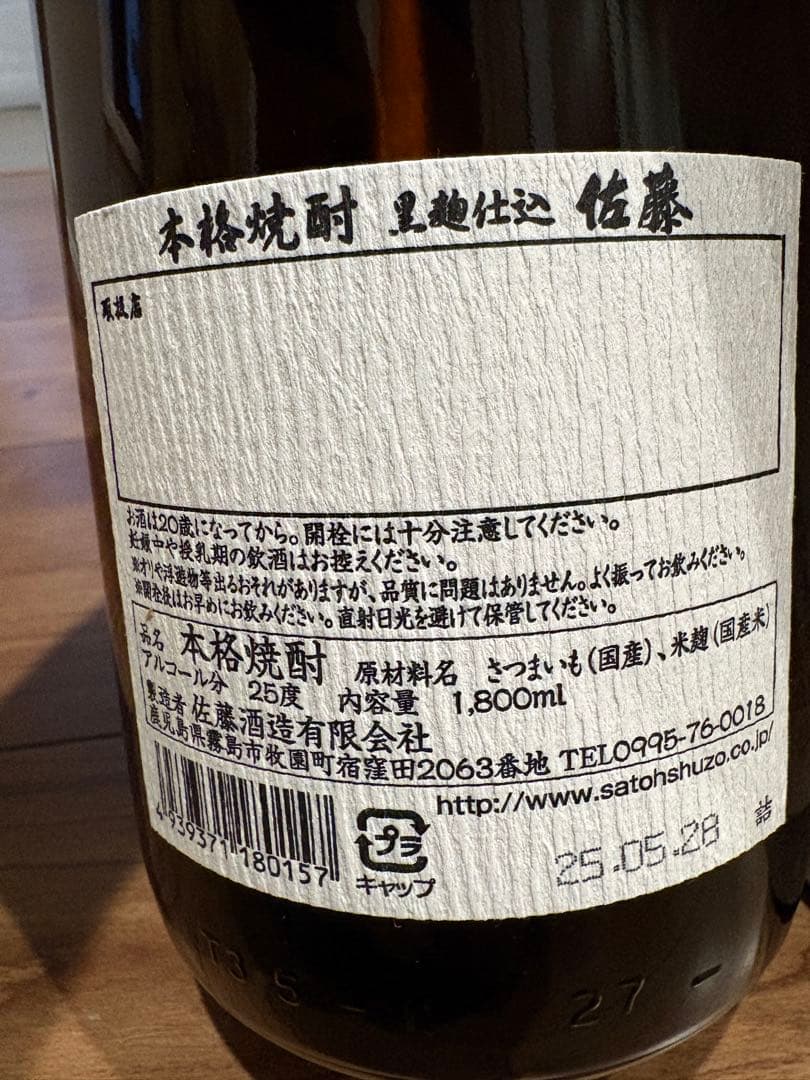 本格焼酎 黒麹仕込 佐藤
取扱店
お酒は20歳になってから。開栓には十分注意してください。
妊娠中や授乳期の飲酒はお控えください。
※オリや浮遊物等出るおそれがありますが、品質に問題はありません。よく振ってお飲みください。
※開栓後はお早めにお飲みください。直射日光を避けて保管してください。
品名 本格焼酎 原材料名 さつまいも(国産)、米麹(国産米)
アルコール分 25度 内容量 1,800ml
製造者 佐藤酒造有限会社
鹿児島県霧島市牧園町宿窪田2063番地 TEL0995-76-0018
http://www.satohshuzo.co.jp/
4 939371 180157
プラ
キャップ
25.05.28 詰
27 -